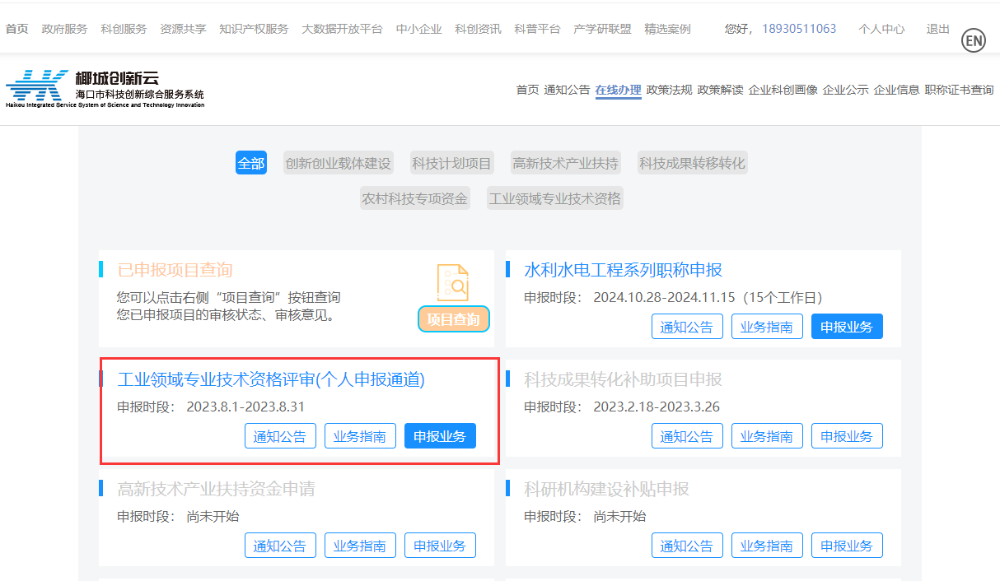 首页 政府服务 科创服务 资源共享 知识产权服务 大数据开放平台 中小企业 科创资讯 科普平台 产学研联盟 精选案例 您好， 18930511063 个人中心 退出 EN
椰城创新云
海口市科技创新综合服务系统
Haikou Integrated Service System of Science and Technology Innovation
首页 通知公告 在线办理 政策法规 政策解读 企业科创画像 企业公示 企业信息 职称证书查询
全部 创新创业载体建设 科技计划项目 高新技术产业扶持 科技成果转移转化
农村科技专项资金 工业领域专业技术资格
已申报项目查询
您可以点击右侧“项目查询”按钮查询
您已申报项目的审核状态、审核意见。
项目查询
水利水电工程系列职称申报
申报时段： 2024.10.28-2024.11.15（15个工作日）
通知公告 业务指南 申报业务
工业领域专业技术资格评审(个人申报通道)
申报时段： 2023.8.1-2023.8.31
通知公告 业务指南 申报业务
科技成果转化补助项目申报
申报时段： 2023.2.18-2023.3.26
通知公告 业务指南 申报业务
高新技术产业扶持资金申请
申报时段： 尚未开始
通知公告 业务指南 申报业务
科研机构建设补贴申报
申报时段： 尚未开始
通知公告 业务指南 申报业务